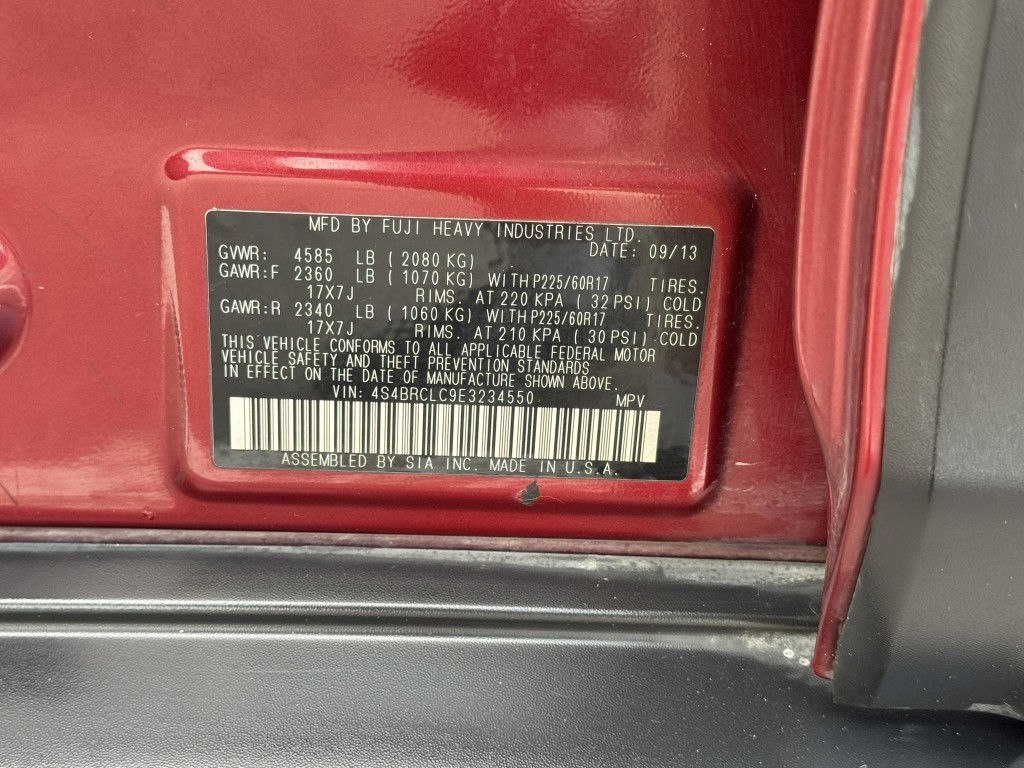 MFD BY FUJI HEAVY INDUSTRIES LTD.
DATE: 09/13
GVWR: 4585 LB ( 2080 KG)
GAWR:F 2360 LB ( 1070 KG) WITH P225/60R17 TIRES.
17X7J RIMS. AT 220 KPA ( 32 PSI) COLD
GAWR:R 2340 LB ( 1060 KG) WITH P225/60R17 TIRES.
17X7J RIMS. AT 210 KPA ( 30 PSI) COLD
THIS VEHICLE CONFORMS TO ALL APPLICABLE FEDERAL MOTOR
VEHICLE SAFETY AND THEFT PREVENTION STANDARDS
IN EFFECT ON THE DATE OF MANUFACTURE SHOWN ABOVE.
VIN: 4S4BRCLC9E3234550 MPV
ASSEMBLED BY SIA INC. MADE IN U.S.A.